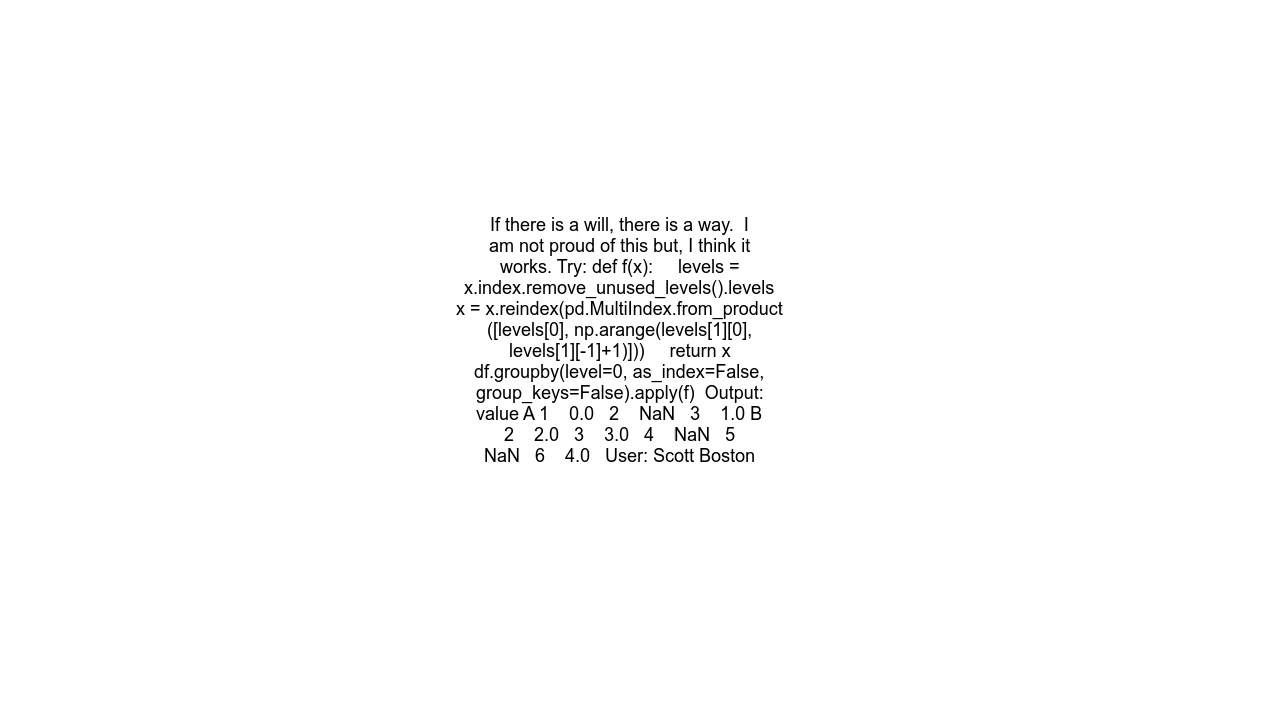 If there is a will, there is a way.  I
am not proud of this but, I think it
works. Try: def f(x):     levels =
x.index.remove_unused_levels().levels
x = x.reindex(pd.MultiIndex.from_product
([levels[0], np.arange(levels[1][0],
levels[1][-1]+1)]))     return x
df.groupby(level=0, as_index=False,
group_keys=False).apply(f)  Output:
value A 1    0.0   2    NaN   3    1.0 B
2    2.0   3    3.0   4    NaN   5
NaN   6    4.0   User: Scott Boston